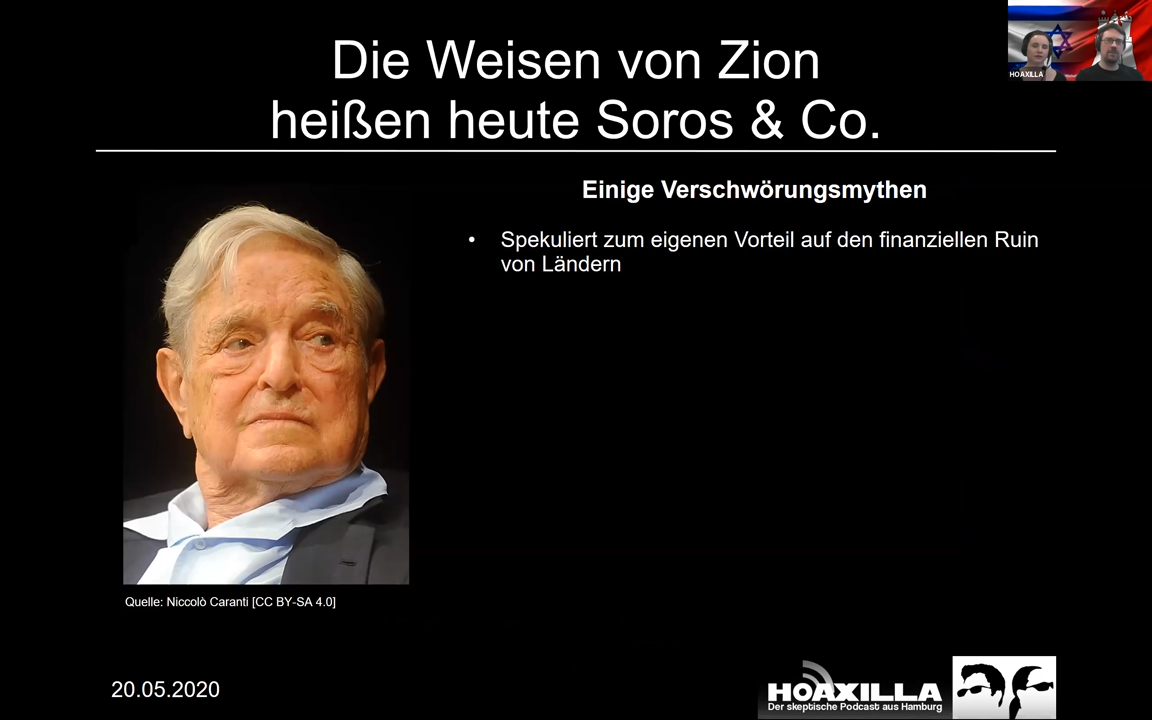 HOAXILLA
Die Weisen von Zion
heißen heute Soros & Co.
Einige Verschwörungsmythen
• Spekuliert zum eigenen Vorteil auf den finanziellen Ruin
von Ländern
Quelle: Niccolò Caranti [CC BY-SA 4.0]
20.05.2020
HOAXILLA
Der skeptische Podcast aus Hamburg